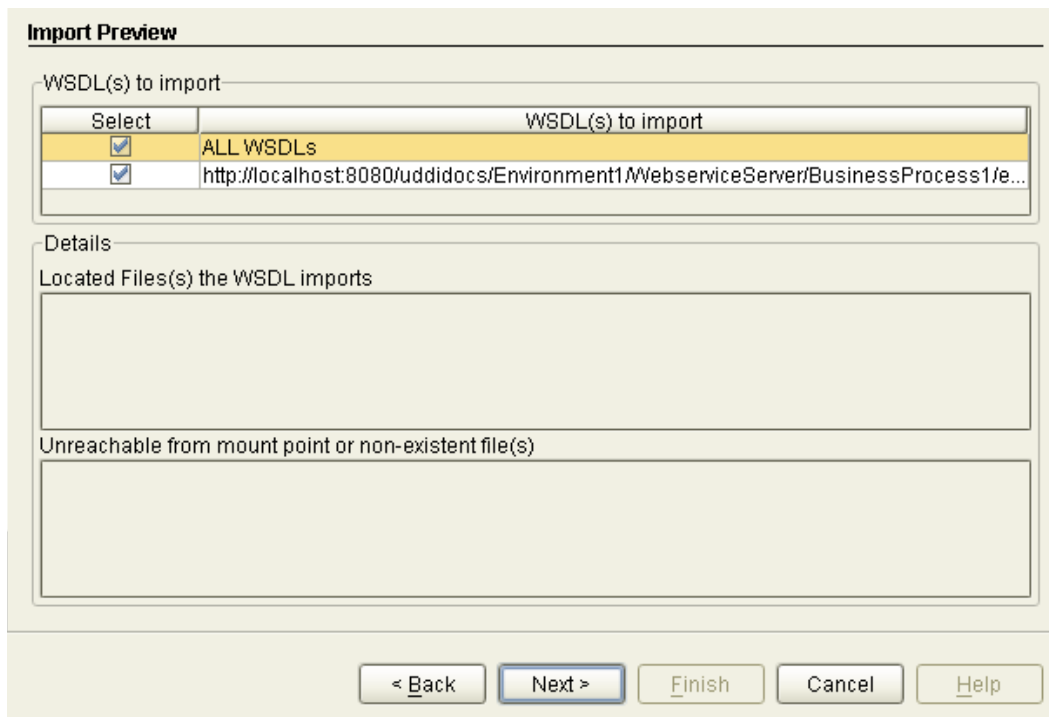 Import Preview
WSDL(s) to import
Select WSDL(s) to import
ALL WSDLs
http://localhost:8080/uddidocs/Environment1/WebserviceServer/BusinessProcess1/e...
Details
Located Files(s) the WSDL imports
Unreachable from mount point or non-existent file(s)
< Back Next > Finish Cancel Help